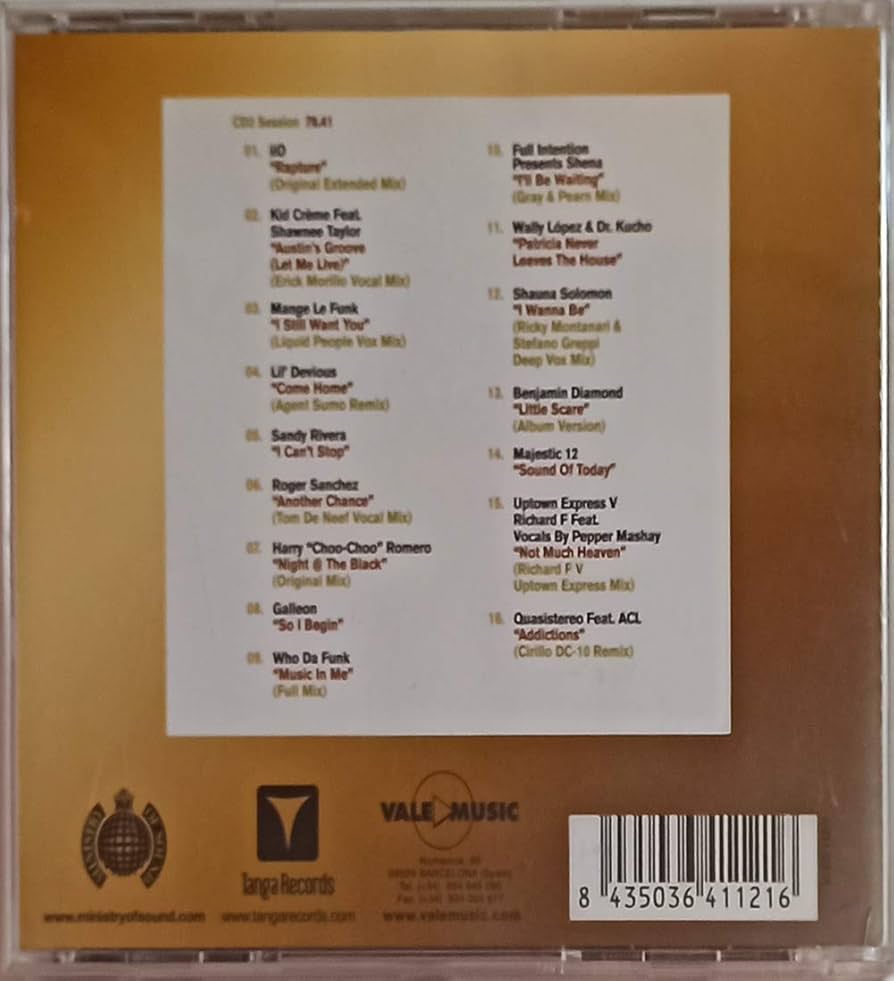 CD2 Session 78.41
01. iiO
"Rapture"
(Original Extended Mix)
02. Kid Crème Feat.
Shawnee Taylor
"Austin's Groove
(Let Me Live)"
(Erick Morillo Vocal Mix)
03. Mange Le Funk
"I Still Want You"
(Liquid People Vox Mix)
04. Lil' Devious
"Come Home"
(Agent Sumo Remix)
05. Sandy Rivera
"I Can't Stop"
06. Roger Sanchez
"Another Chance"
(Tom De Neef Vocal Mix)
07. Harry "Choo-Choo" Romero
"Night @ The Black"
(Original Mix)
08. Galleon
"So I Begin"
09. Who Da Funk
"Music In Me"
(Full Mix)
10. Full Intention
Presents Shena
"I'll Be Waiting"
(Gray & Pearn Mix)
11. Wally López & Dr. Kucho
"Patricia Never
Leaves The House"
12. Shauna Solomon
"I Wanna Be"
(Ricky Montanari &
Stefano Greppi
Deep Vox Mix)
13. Benjamin Diamond
"Little Scare"
(Album Version)
14. Majestic 12
"Sound Of Today"
15. Uptown Express V
Richard F Feat.
Vocals By Pepper Mashay
"Not Much Heaven"
(Richard F V
Uptown Express Mix)
16. Quasistereo Feat. ACL
"Addictions"
(Cirillo DC-10 Remix)
MINISTRY OF SOUND
www.ministryofsound.com
Tanga Records
www.tangarecords.com
VALE MUSIC
BARCELONA (Spain)
www.valemusic.com
8 435036 411216